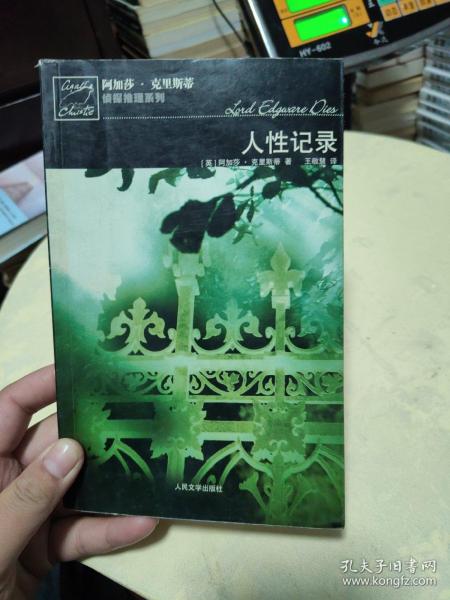 HY-602
Agatha
Christie
阿加莎·克里斯蒂
侦探推理系列
Lord Edgware Dies
人性记录
[英]阿加莎·克里斯蒂 著 王敬慧 译
人民文学出版社
孔夫子旧书网
www.kongfz.com